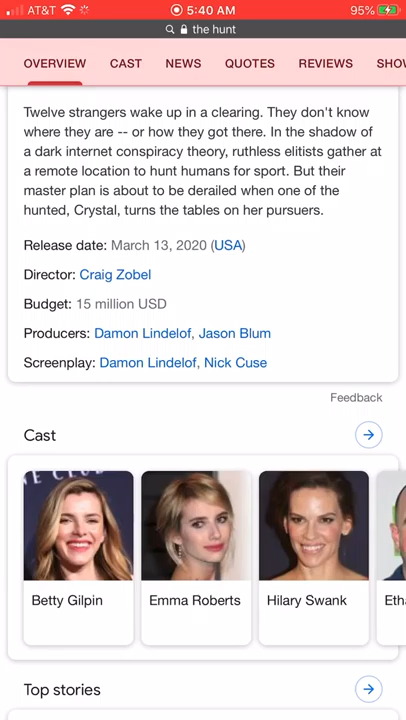 AT&T 5:40 AM 95%
the hunt
OVERVIEW CAST NEWS QUOTES REVIEWS SHOW
Twelve strangers wake up in a clearing. They don't know
where they are -- or how they got there. In the shadow of
a dark internet conspiracy theory, ruthless elitists gather at
a remote location to hunt humans for sport. But their
master plan is about to be derailed when one of the
hunted, Crystal, turns the tables on her pursuers.
Release date: March 13, 2020 (USA)
Director: Craig Zobel
Budget: 15 million USD
Producers: Damon Lindelof, Jason Blum
Screenplay: Damon Lindelof, Nick Cuse
Feedback
Cast
NE CLUB
Betty Gilpin Emma Roberts Hilary Swank Eth
Top stories